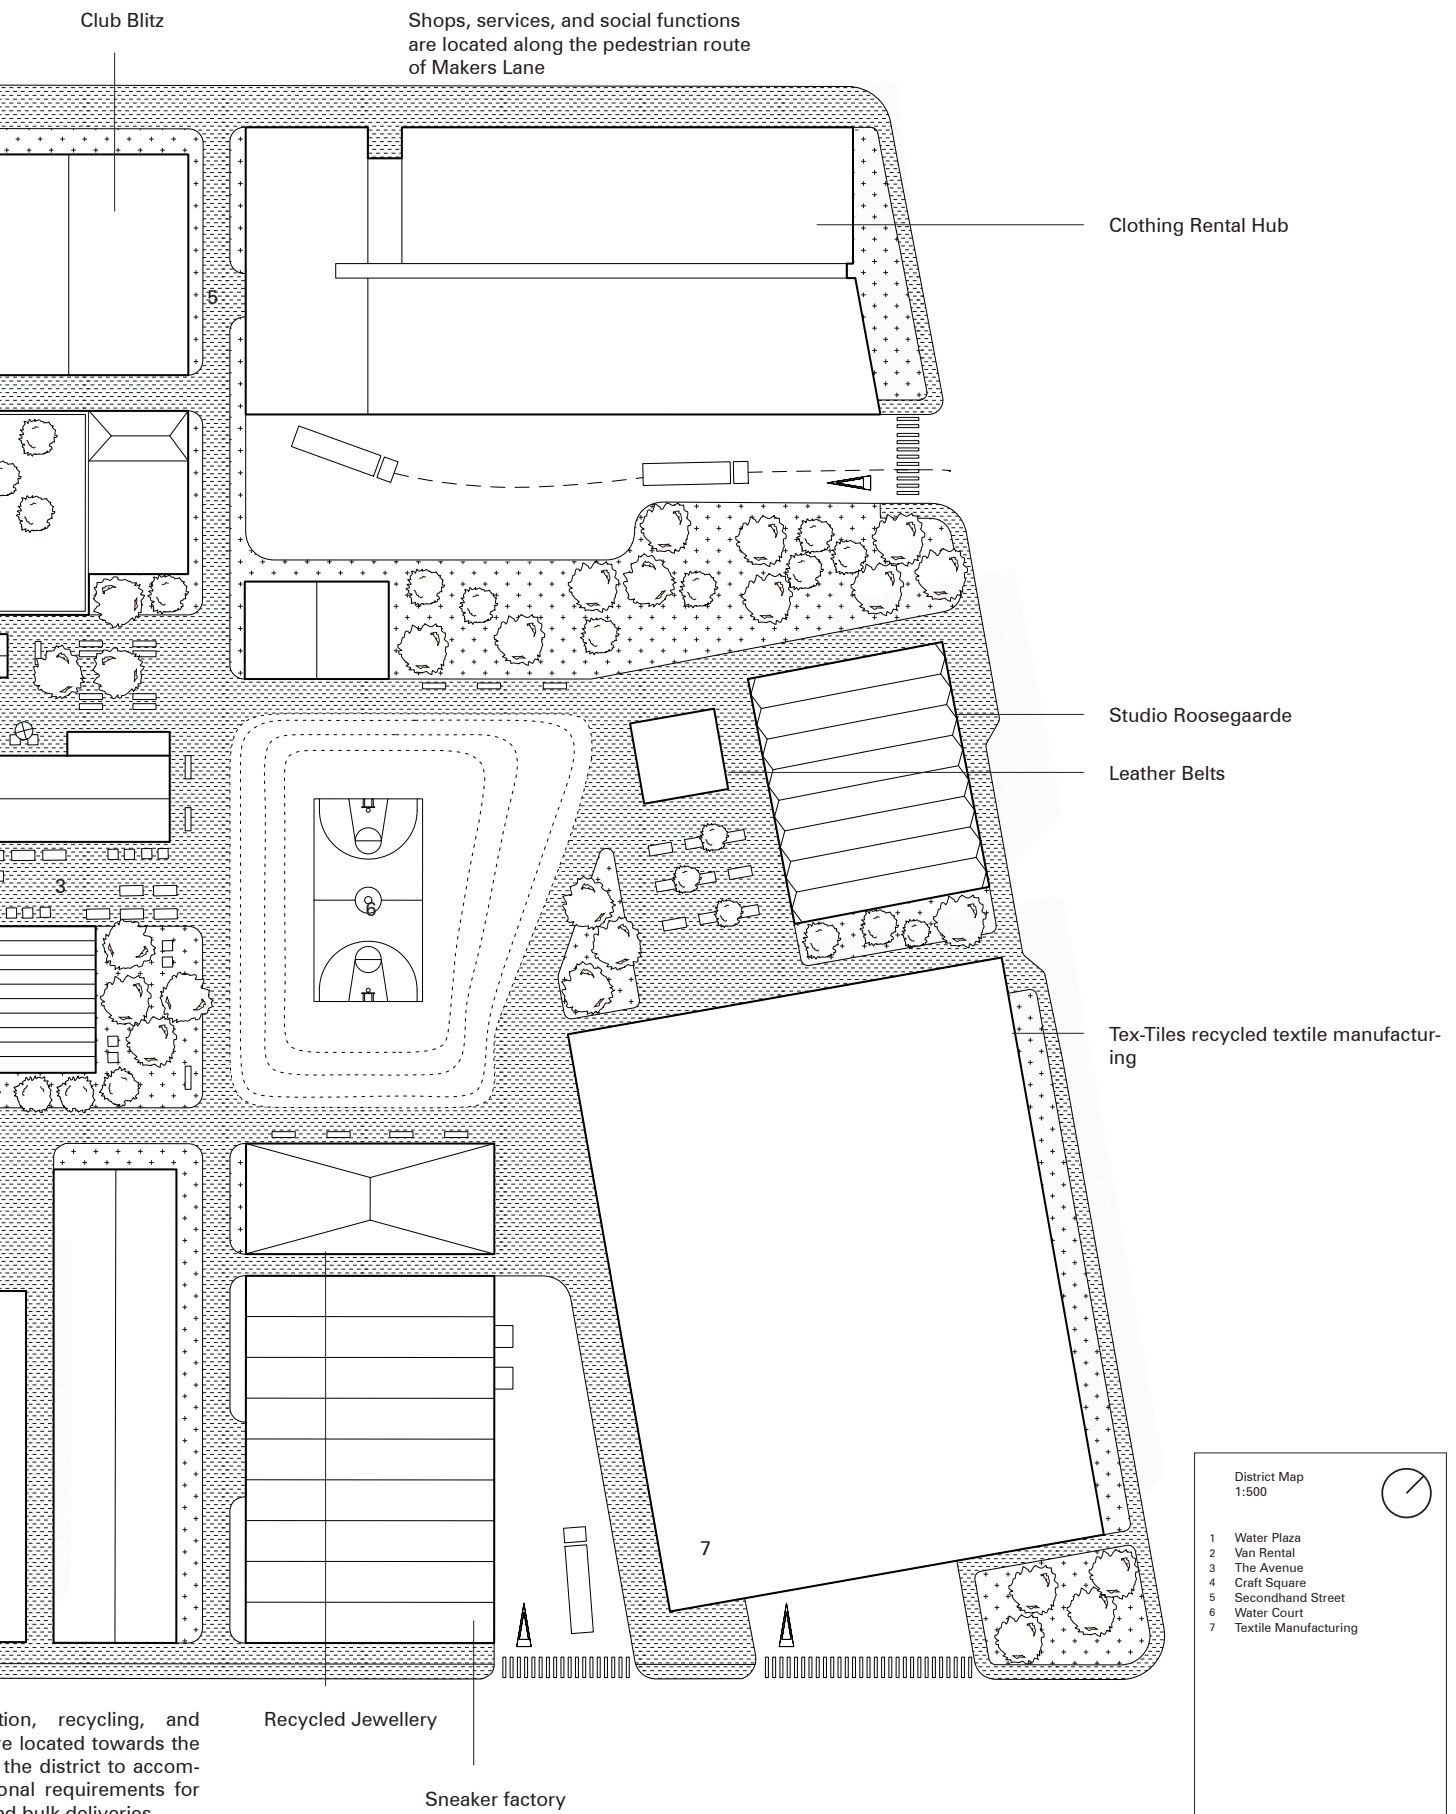 Club Blitz
Shops, services, and social functions
are located along the pedestrian route
of Makers Lane
Clothing Rental Hub
5
Studio Roosegaarde
Leather Belts
3
6
Tex-Tiles recycled textile manufactur-
ing
7
District Map
1:500
1 Water Plaza
2 Van Rental
3 The Avenue
4 Craft Square
5 Secondhand Street
6 Water Court
7 Textile Manufacturing
tion, recycling, and
re located towards the
the district to accom-
onal requirements for
nd bulk deliveries
Recycled Jewellery
Sneaker factory